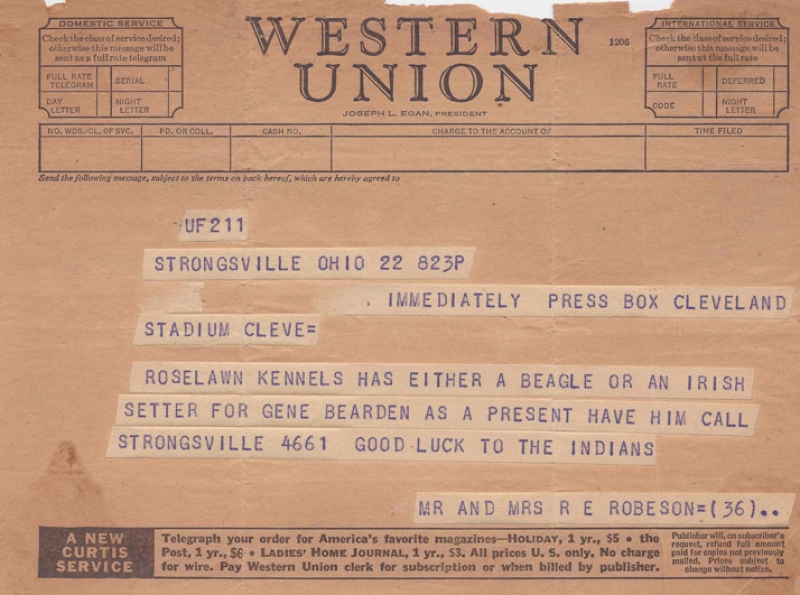 DOMESTIC SERVICE
Check the class of service desired;
otherwise this message will be
sent as a full rate telegram
FULL RATE TELEGRAM SERIAL
DAY LETTER NIGHT LETTER
WESTERN
UNION
1206
JOSEPH L. EGAN, PRESIDENT
INTERNATIONAL SERVICE
Check the class of service desired;
otherwise this message will be
sent at the full rate
FULL RATE DEFERRED
CODE NIGHT LETTER
NO. WDS.-CL. OF SVC. PD. OR COLL. CASH NO. CHARGE TO THE ACCOUNT OF TIME FILED
Send the following message, subject to the terms on back hereof, which are hereby agreed to
UF211
STRONGSVILLE OHIO 22 823P
. IMMEDIATELY PRESS BOX CLEVELAND
STADIUM CLEVE=
ROSELAWN KENNELS HAS EITHER A BEAGLE OR AN IRISH
SETTER FOR GENE BEARDEN AS A PRESENT HAVE HIM CALL
STRONGSVILLE 4661 GOOD LUCK TO THE INDIANS
MR AND MRS R E ROBESON=(36)..
A NEW
CURTIS
SERVICE
Telegraph your order for America's favorite magazines—HOLIDAY, 1 yr., $5 • the
Post, 1 yr., $6 • LADIES' HOME JOURNAL, 1 yr., $3. All prices U. S. only. No charge
for wire. Pay Western Union clerk for subscription or when billed by publisher.
Publisher will, on subscriber's
request, refund full amount
paid for copies not previously
mailed. Prices subject to
change without notice.